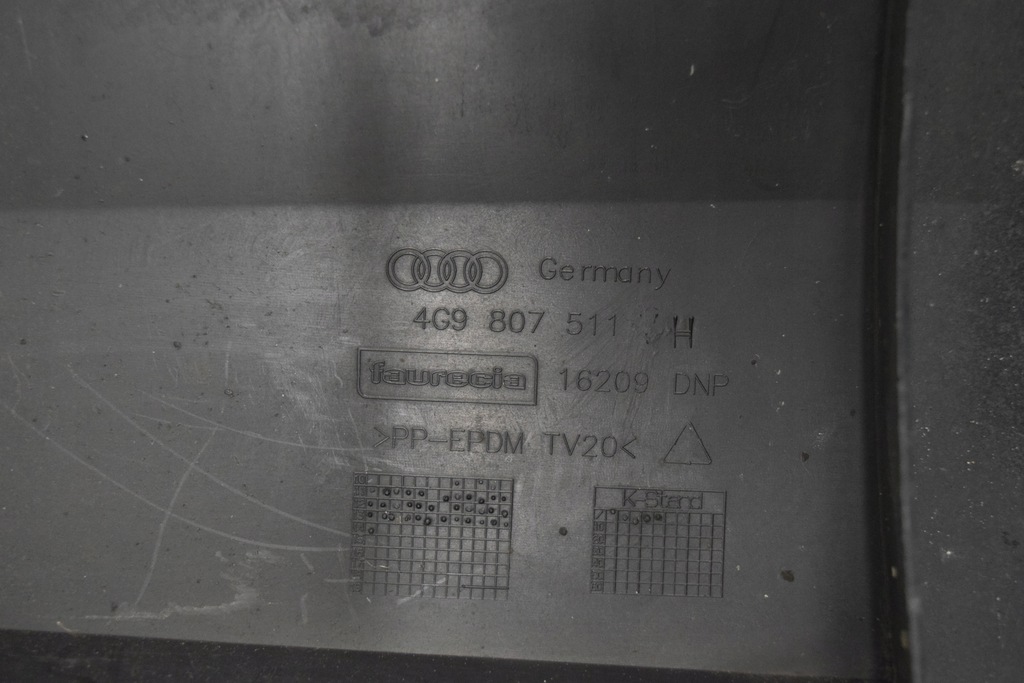 Germany
4G9 807 511 H
faurecia 16209 DNP
>PP-EPDM TV20<
K-Stand